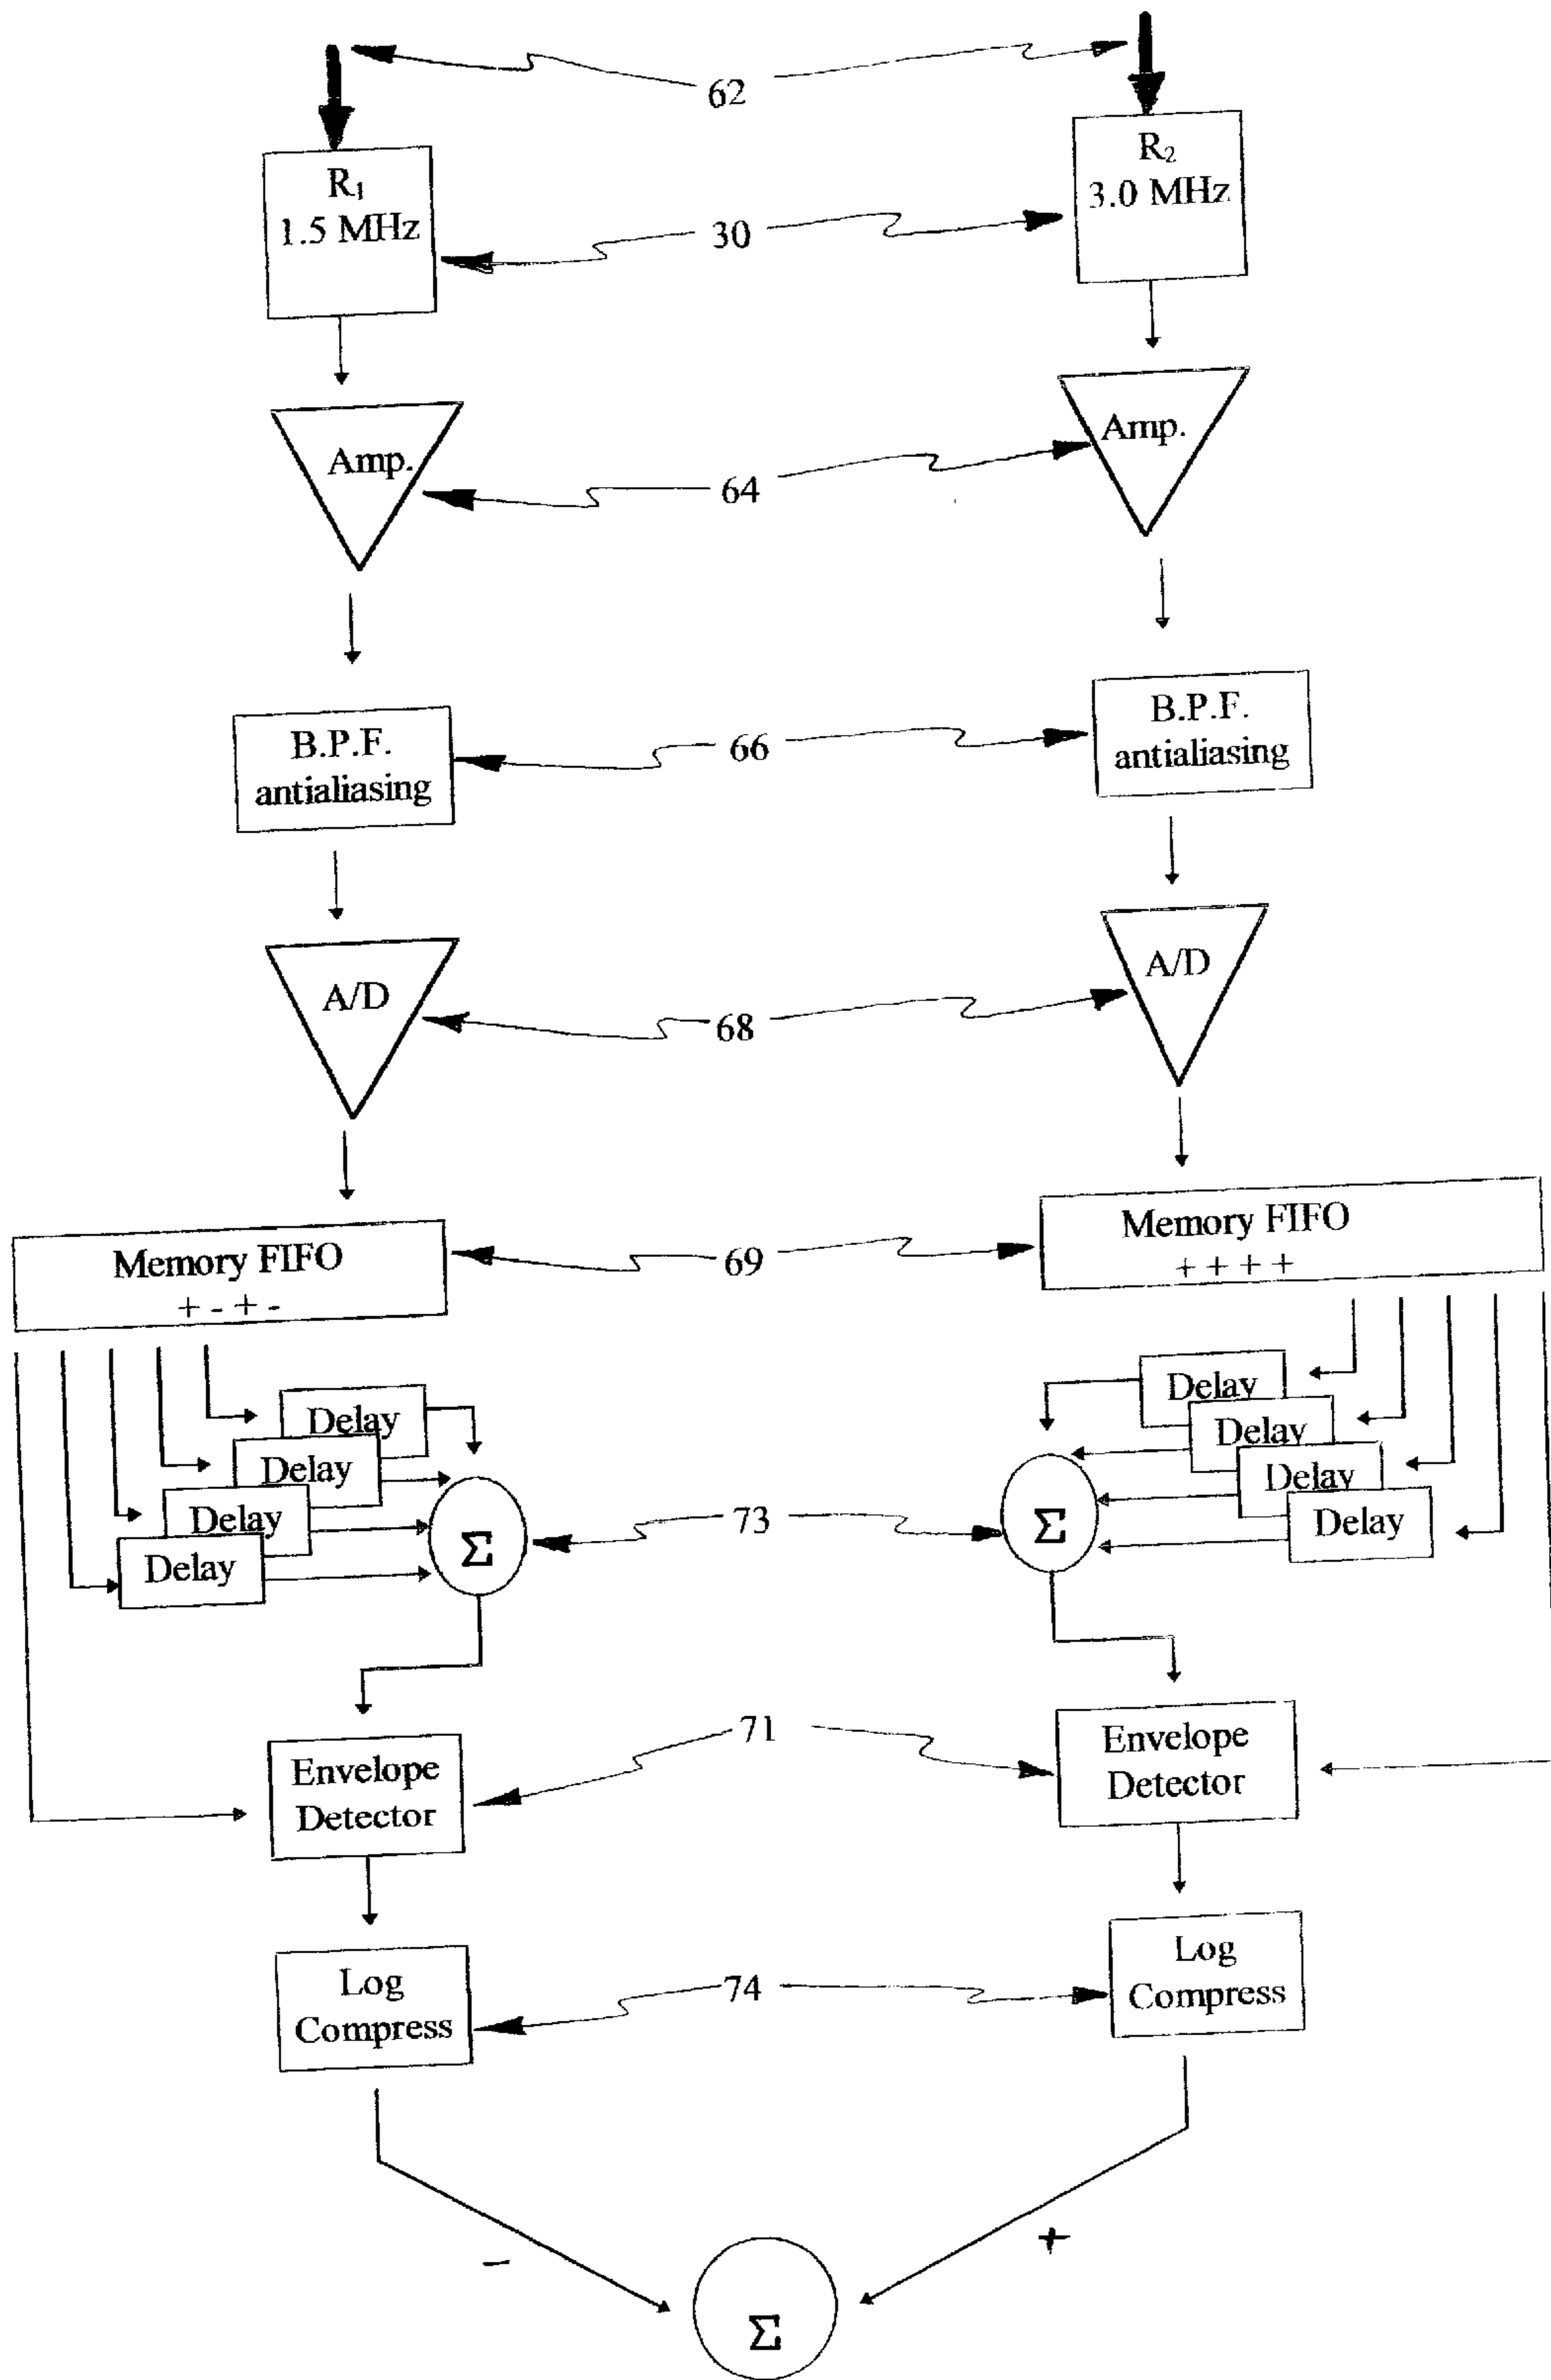 62
R₁
1.5 MHz
R₂
3.0 MHz
30
Amp.
Amp.
64
B.P.F.
antialiasing
66
B.P.F.
antialiasing
A/D
A/D
68
Memory FIFO
+ - + -
69
Memory FIFO
+ + + +
Delay
Delay
Delay
Delay
Σ
73
Σ
Delay
Delay
Delay
Delay
71
Envelope
Detector
Envelope
Detector
Log
Compress
74
Log
Compress
-
+
Σ